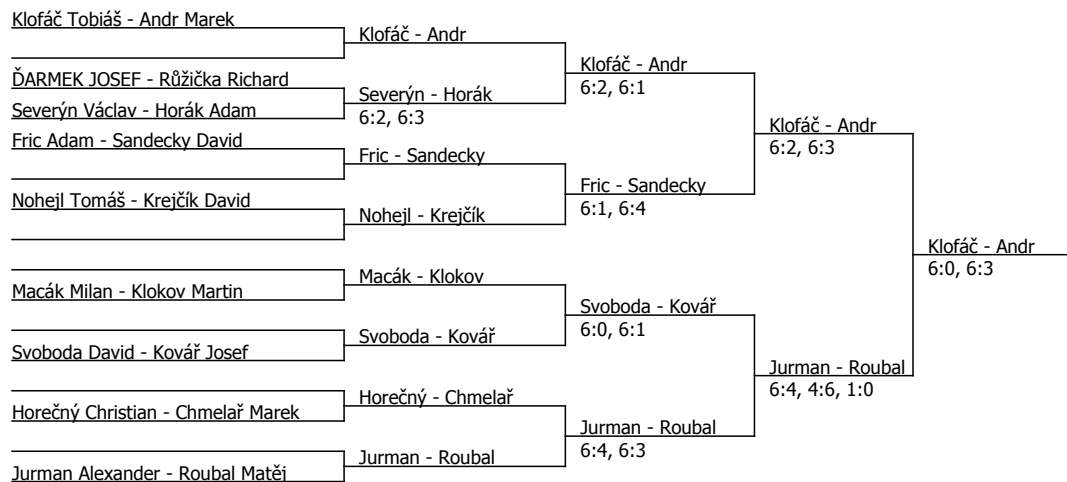 Klofáč Tobiáš - Andr Marek
ĎARMEK JOSEF - Růžička Richard
Severýn Václav - Horák Adam
Fric Adam - Sandecky David
Nohejl Tomáš - Krejčík David
Macák Milan - Klokov Martin
Svoboda David - Kovář Josef
Horečný Christian - Chmelař Marek
Jurman Alexander - Roubal Matěj
Klofáč - Andr
Severýn - Horák
6:2, 6:3
Fric - Sandecky
Nohejl - Krejčík
Macák - Klokov
Svoboda - Kovář
Horečný - Chmelař
Jurman - Roubal
Klofáč - Andr
6:2, 6:1
Fric - Sandecky
6:1, 6:4
Svoboda - Kovář
6:0, 6:1
Jurman - Roubal
6:4, 6:3
Klofáč - Andr
6:2, 6:3
Jurman - Roubal
6:4, 4:6, 1:0
Klofáč - Andr
6:0, 6:3